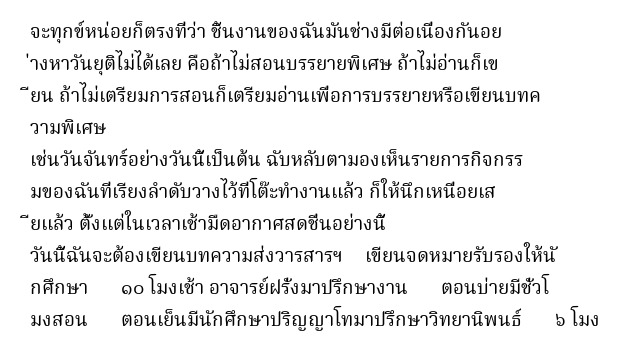 จะทุกข์หน่อยก็ตรงที่ว่า ชิ้นงานของฉันมันช่างมีต่อเนื่องกันอย
่างหาวันยุติไม่ได้เลย คือถ้าไม่สอนบรรยายพิเศษ ถ้าไม่อ่านก็เข
ียน ถ้าไม่เตรียมการสอนก็เตรียมอ่านเพื่อการบรรยายหรือเขียนบทค
วามพิเศษ
เช่นวันจันทร์อย่างวันนี้เป็นต้น ฉับหลับตามองเห็นรายการกิจกรร
มของฉันที่เรียงลำดับวางไว้ที่โต๊ะทำงานแล้ว ก็ให้นึกเหนื่อยเส
ียแล้ว ตั้งแต่ในเวลาเช้ามืดอากาศสดชื่นอย่างนี้
วันนี้ฉันจะต้องเขียนบทความส่งวารสารฯ เขียนจดหมายรับรองให้นั
กศึกษา ๑๐ โมงเช้า อาจารย์ฝรั่งมาปรึกษางาน ตอนบ่ายมีชั่วโ
มงสอน ตอนเย็นมีนักศึกษาปริญญาโทมาปรึกษาวิทยานิพนธ์ ๖ โมง